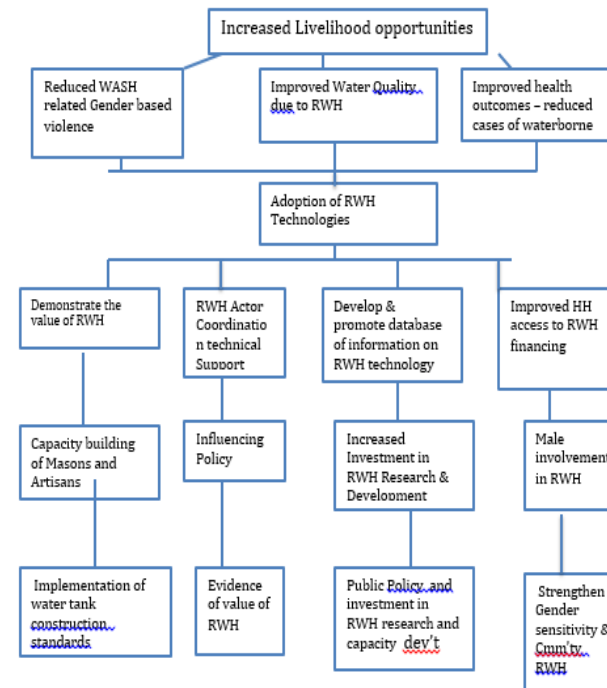 Increased Livelihood opportunities
Reduced WASH
related Gender based
violence
Improved Water Quality
due to RWH
Improved health
outcomes – reduced
cases of waterborne
Adoption of RWH
Technologies
Demonstrate the
value of RWH
RWH Actor
Coordinatio
n technical
Support
Develop &
promote database
of information on
RWH technology
Improved HH
access to RWH
financing
Capacity building
of Masons and
Artisans
Influencing
Policy
Increased
Investment in
RWH Research &
Development
Male
involvement
in RWH
Implementation of
water tank
construction
standards
Evidence
of value of
RWH
Public Policy and
investment in
RWH research and
capacity dev't
Strengthen
Gender
sensitivity &
Cmm'ty
RWH